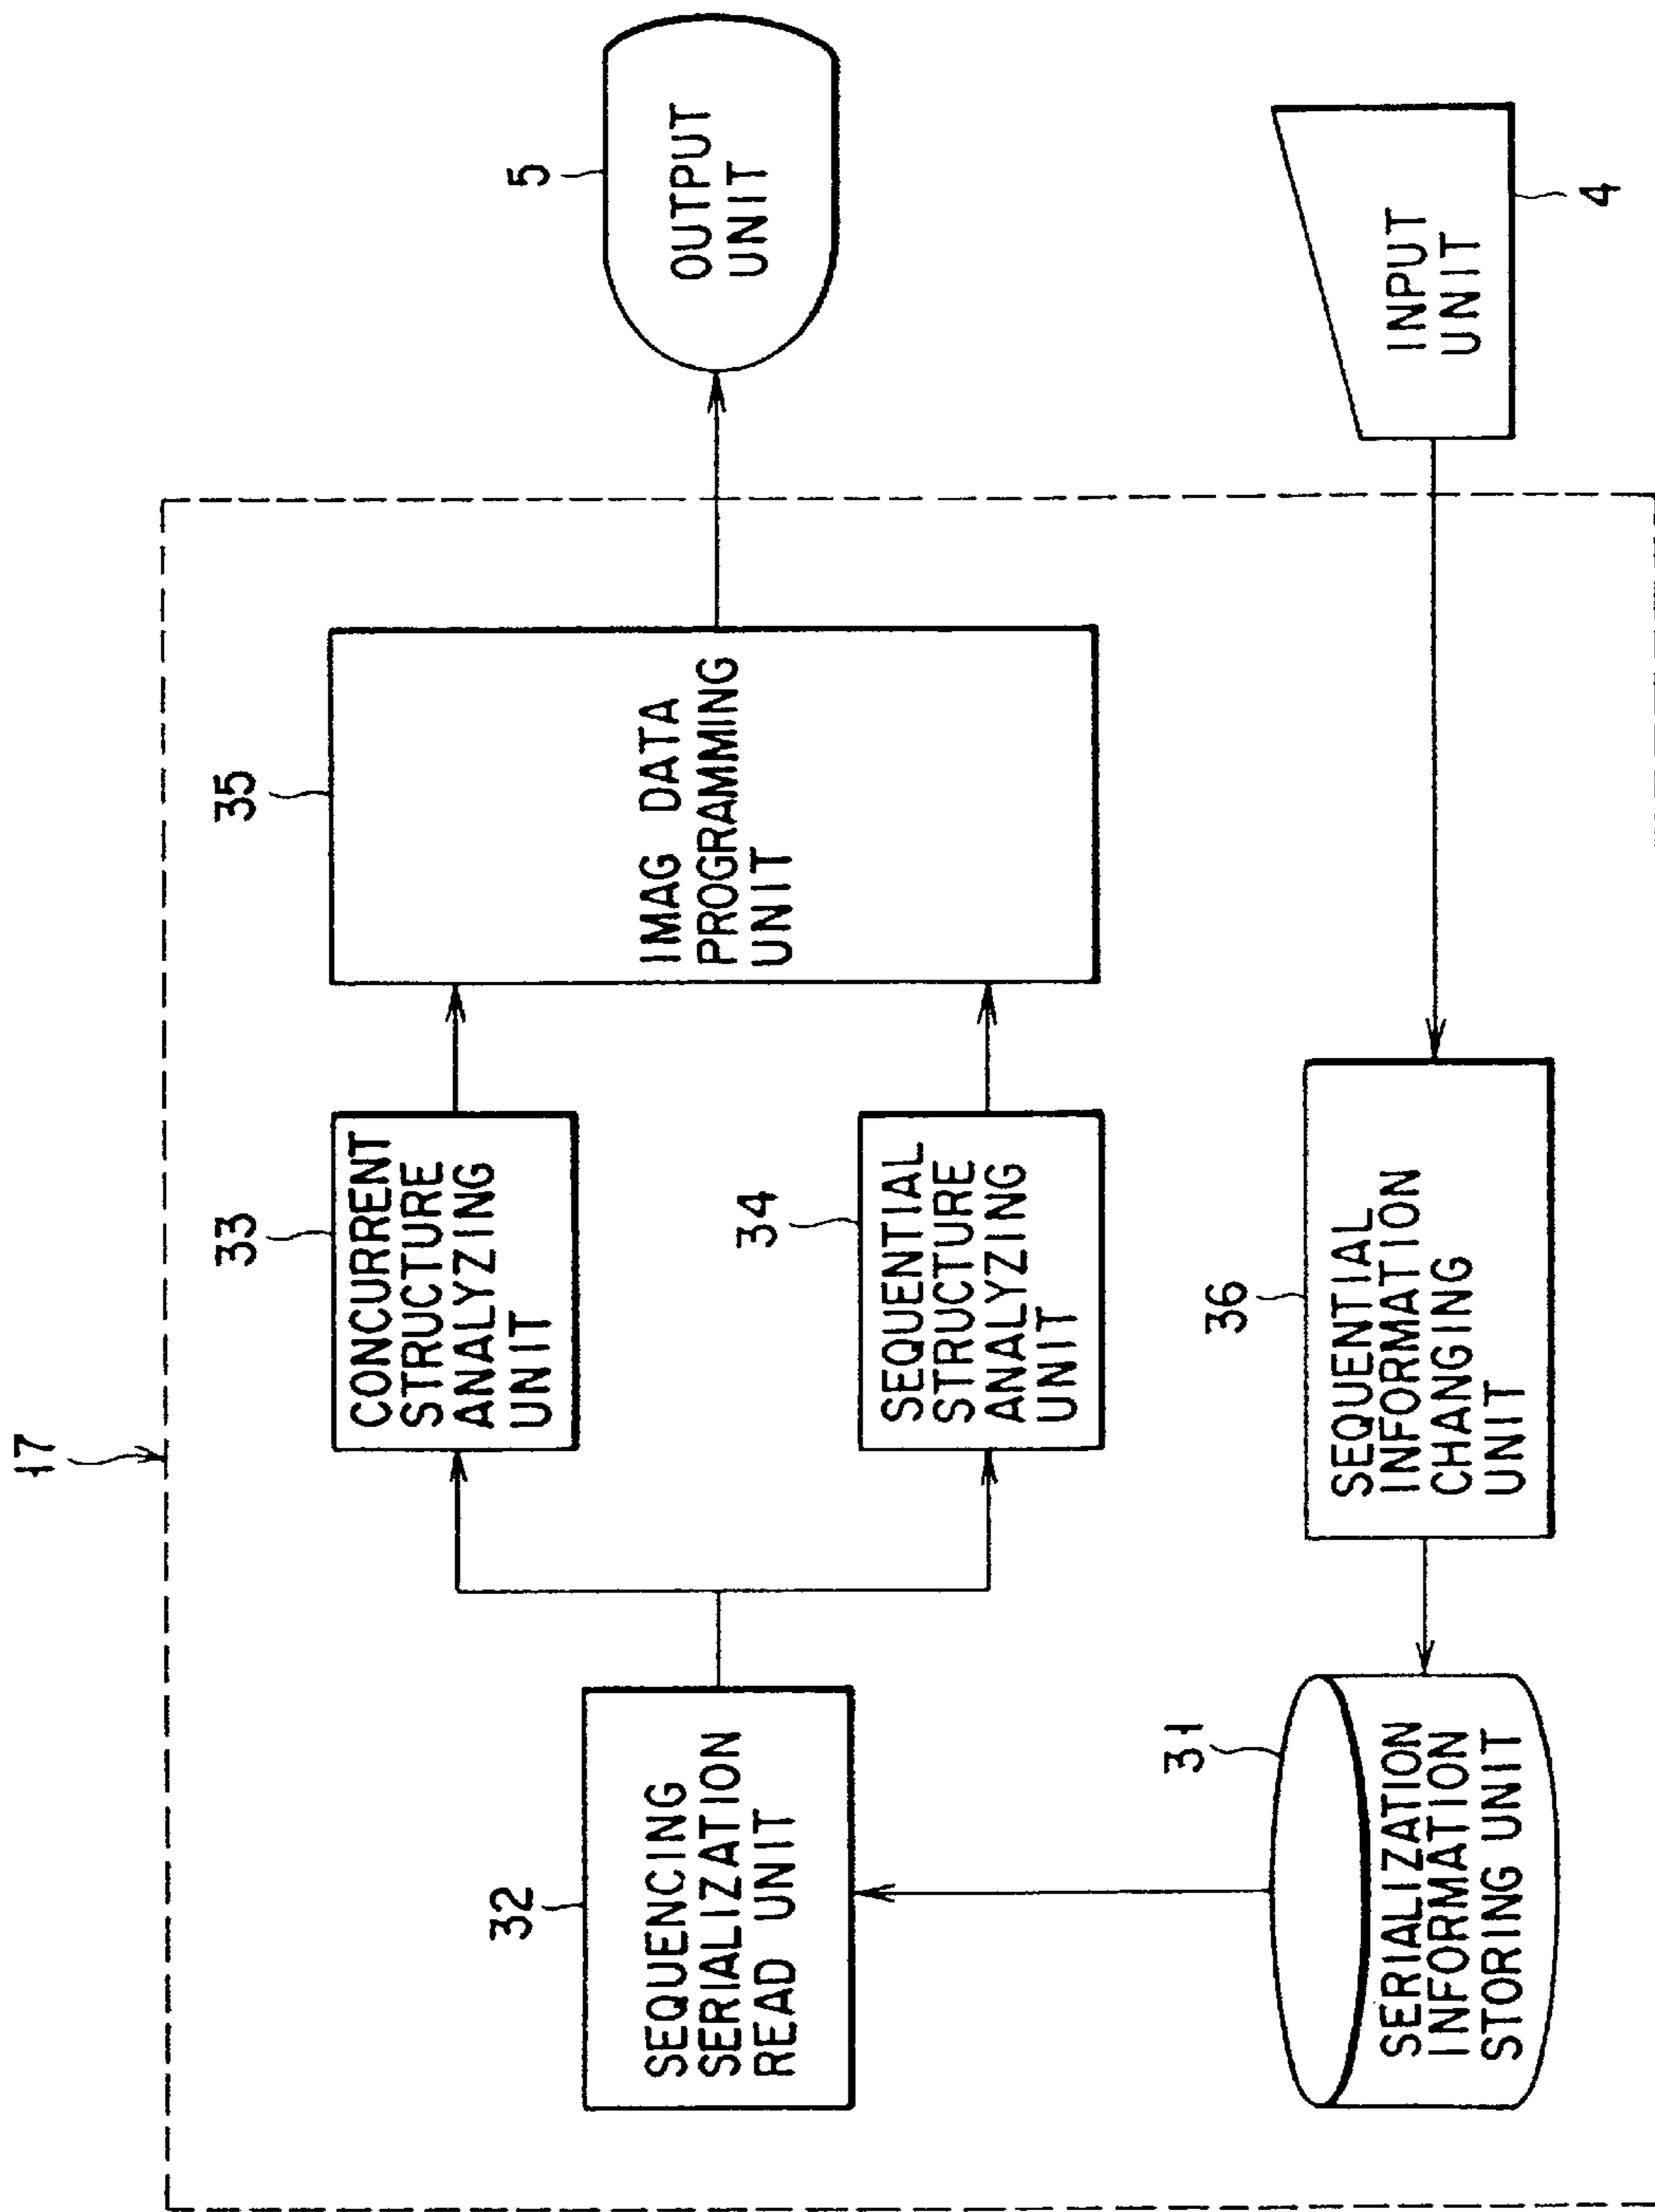 17
32
SEQUENCING
SERIALIZATION
READ UNIT
33
CONCURRENT
STRUCTURE
ANALYZING
UNIT
34
SEQUENTIAL
STRUCTURE
ANALYZING
UNIT
35
IMAG DATA
PROGRAMMING
UNIT
5
OUTPUT
UNIT
31
SERIALIZATION
INFORMATION
STORING UNIT
36
SEQUENTIAL
INFORMATION
CHANGING
UNIT
INPUT
UNIT
4